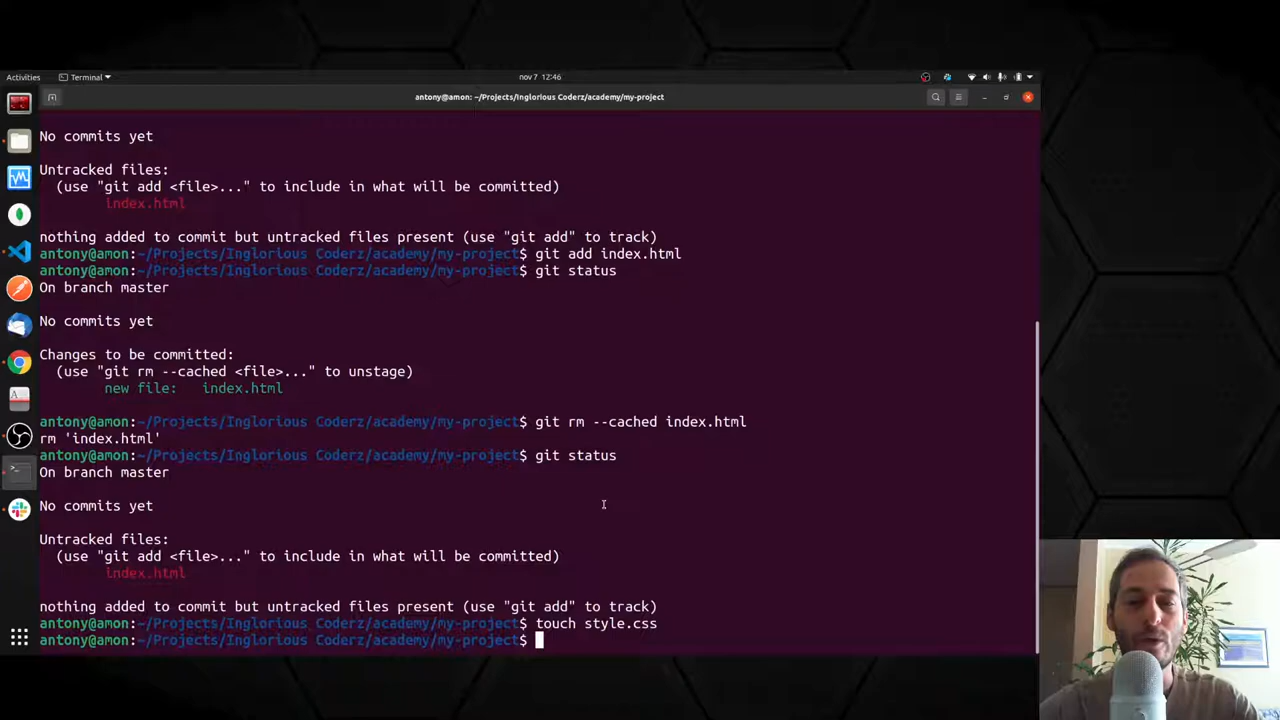 Activities
Terminal
nov 7 12:46
antony@amon: ~/Projects/Inglorious Coderz/academy/my-project
No commits yet
Untracked files:
(use "git add <file>..." to include in what will be committed)
index.html
nothing added to commit but untracked files present (use "git add" to track)
antony@amon:~/Projects/Inglorious Coderz/academy/my-project$ git add index.html
antony@amon:~/Projects/Inglorious Coderz/academy/my-project$ git status
On branch master
No commits yet
Changes to be committed:
(use "git rm --cached <file>..." to unstage)
new file:   index.html
antony@amon:~/Projects/Inglorious Coderz/academy/my-project$ git rm --cached index.html
rm 'index.html'
antony@amon:~/Projects/Inglorious Coderz/academy/my-project$ git status
On branch master
No commits yet
Untracked files:
(use "git add <file>..." to include in what will be committed)
index.html
nothing added to commit but untracked files present (use "git add" to track)
antony@amon:~/Projects/Inglorious Coderz/academy/my-project$ touch style.css
antony@amon:~/Projects/Inglorious Coderz/academy/my-project$